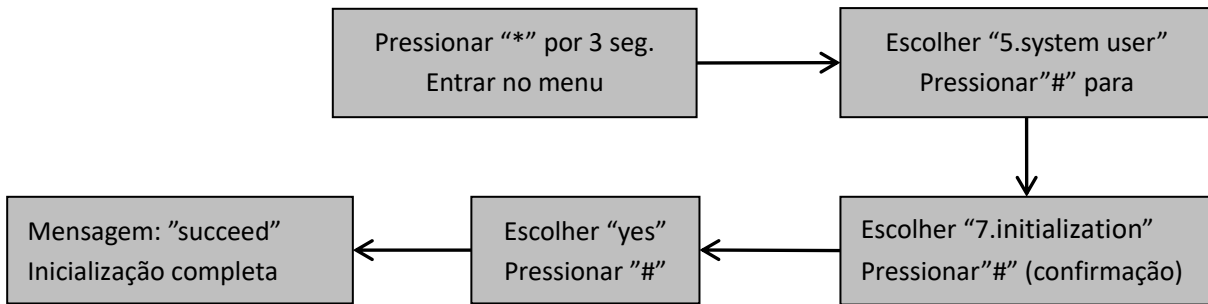 Pressionar “*” por 3 seg.
Entrar no menu
Escolher “5.system user”
Pressionar”#” para
Escolher “7.initialization”
Pressionar”#” (confirmação)
Escolher “yes”
Pressionar ”#”
Mensagem: ”succeed”
Inicialização completa